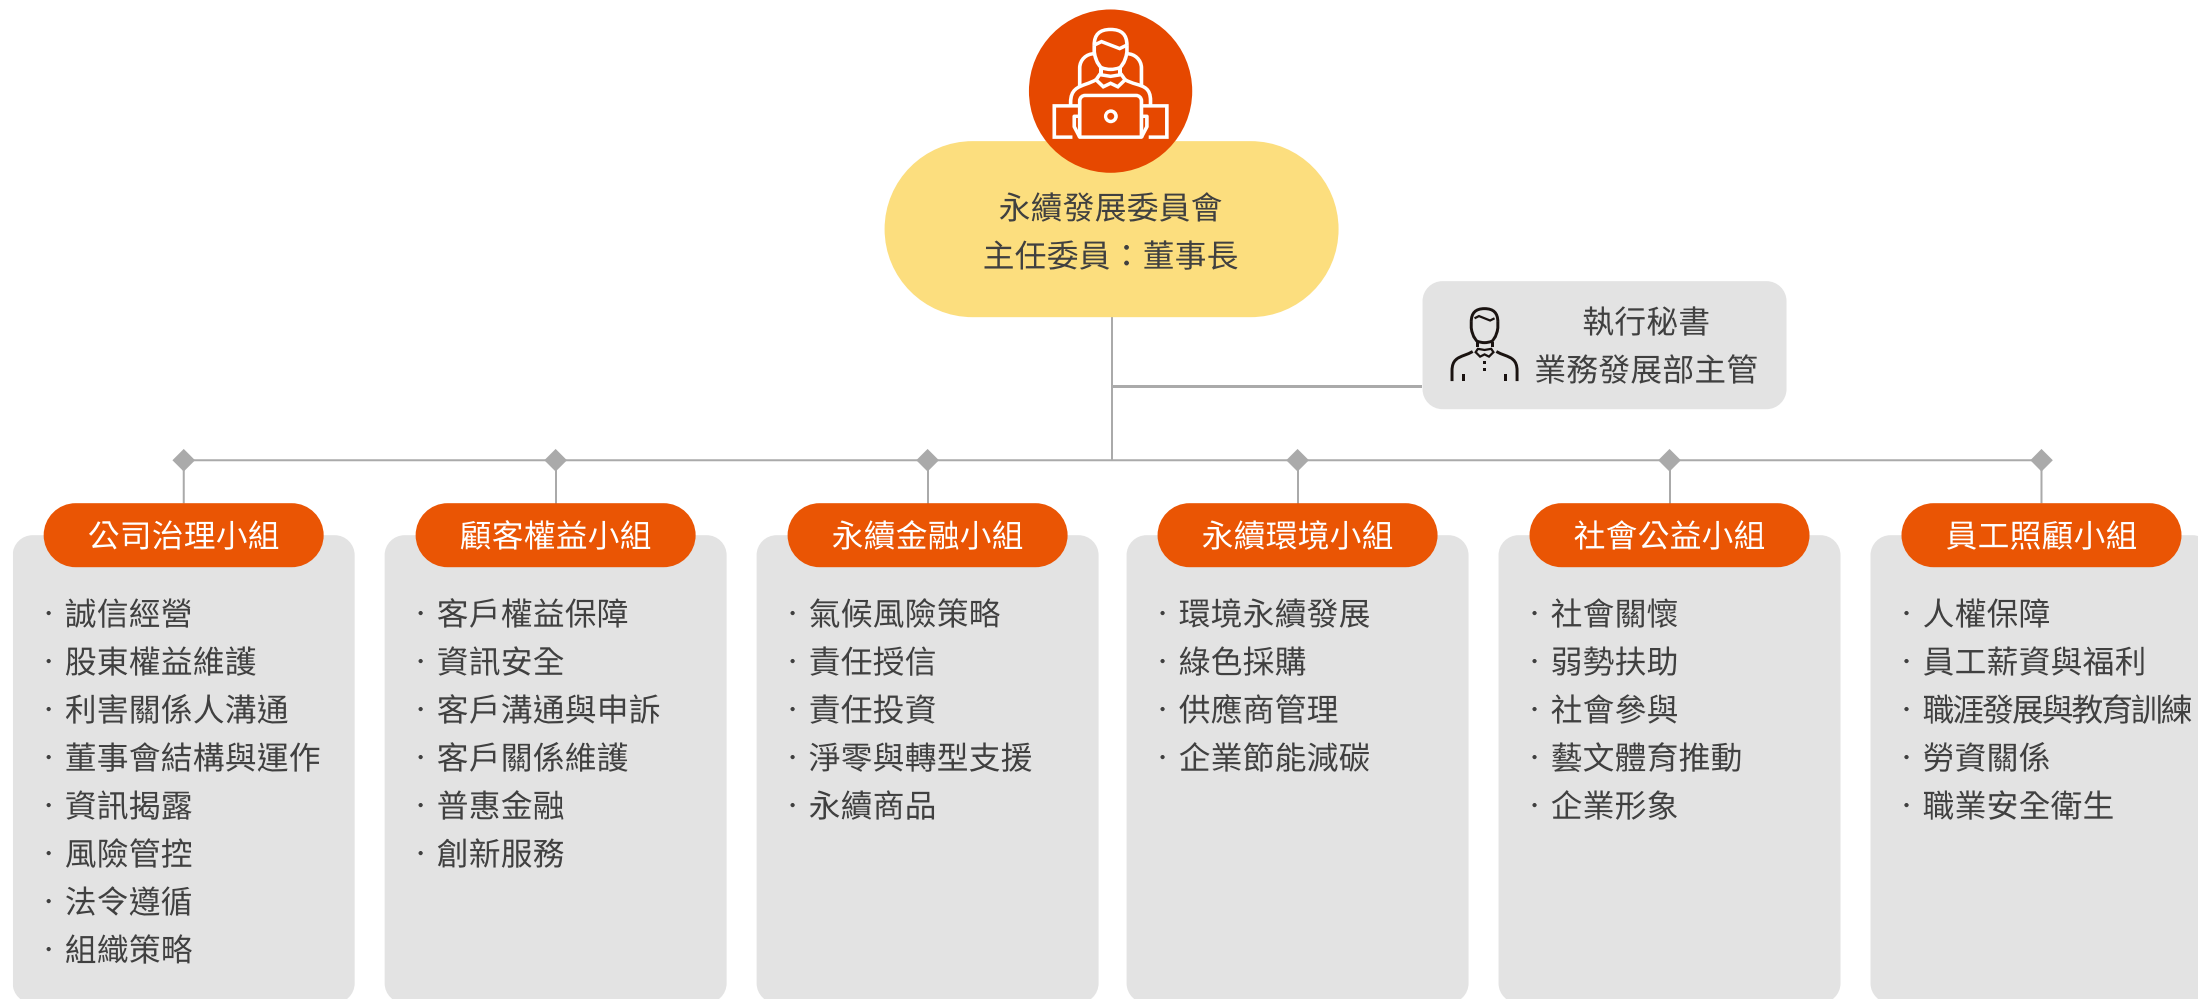 永續發展委員會
主任委員：董事長
執行秘書
業務發展部主管
公司治理小組
· 誠信經營
· 股東權益維護
· 利害關係人溝通
· 董事會結構與運作
· 資訊揭露
· 風險管控
· 法令遵循
· 組織策略
顧客權益小組
· 客戶權益保障
· 資訊安全
· 客戶溝通與申訴
· 客戶關係維護
· 普惠金融
· 創新服務
永續金融小組
· 氣候風險策略
· 責任授信
· 責任投資
· 淨零與轉型支援
· 永續商品
永續環境小組
· 環境永續發展
· 綠色採購
· 供應商管理
· 企業節能減碳
社會公益小組
· 社會關懷
· 弱勢扶助
· 社會參與
· 藝文體育推動
· 企業形象
員工照顧小組
· 人權保障
· 員工薪資與福利
· 職涯發展與教育訓練
· 勞資關係
· 職業安全衛生